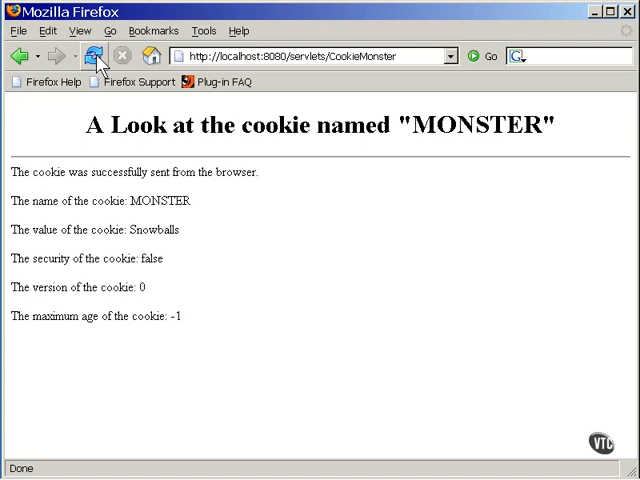 Mozilla Firefox
File Edit View Go Bookmarks Tools Help
http://localhost:8080/servlets/CookieMonster Go G
Firefox Help Firefox Support Plug-in FAQ
A Look at the cookie named "MONSTER"
The cookie was successfully sent from the browser.
The name of the cookie: MONSTER
The value of the cookie: Snowballs
The security of the cookie: false
The version of the cookie: 0
The maximum age of the cookie: -1
VTC
Done